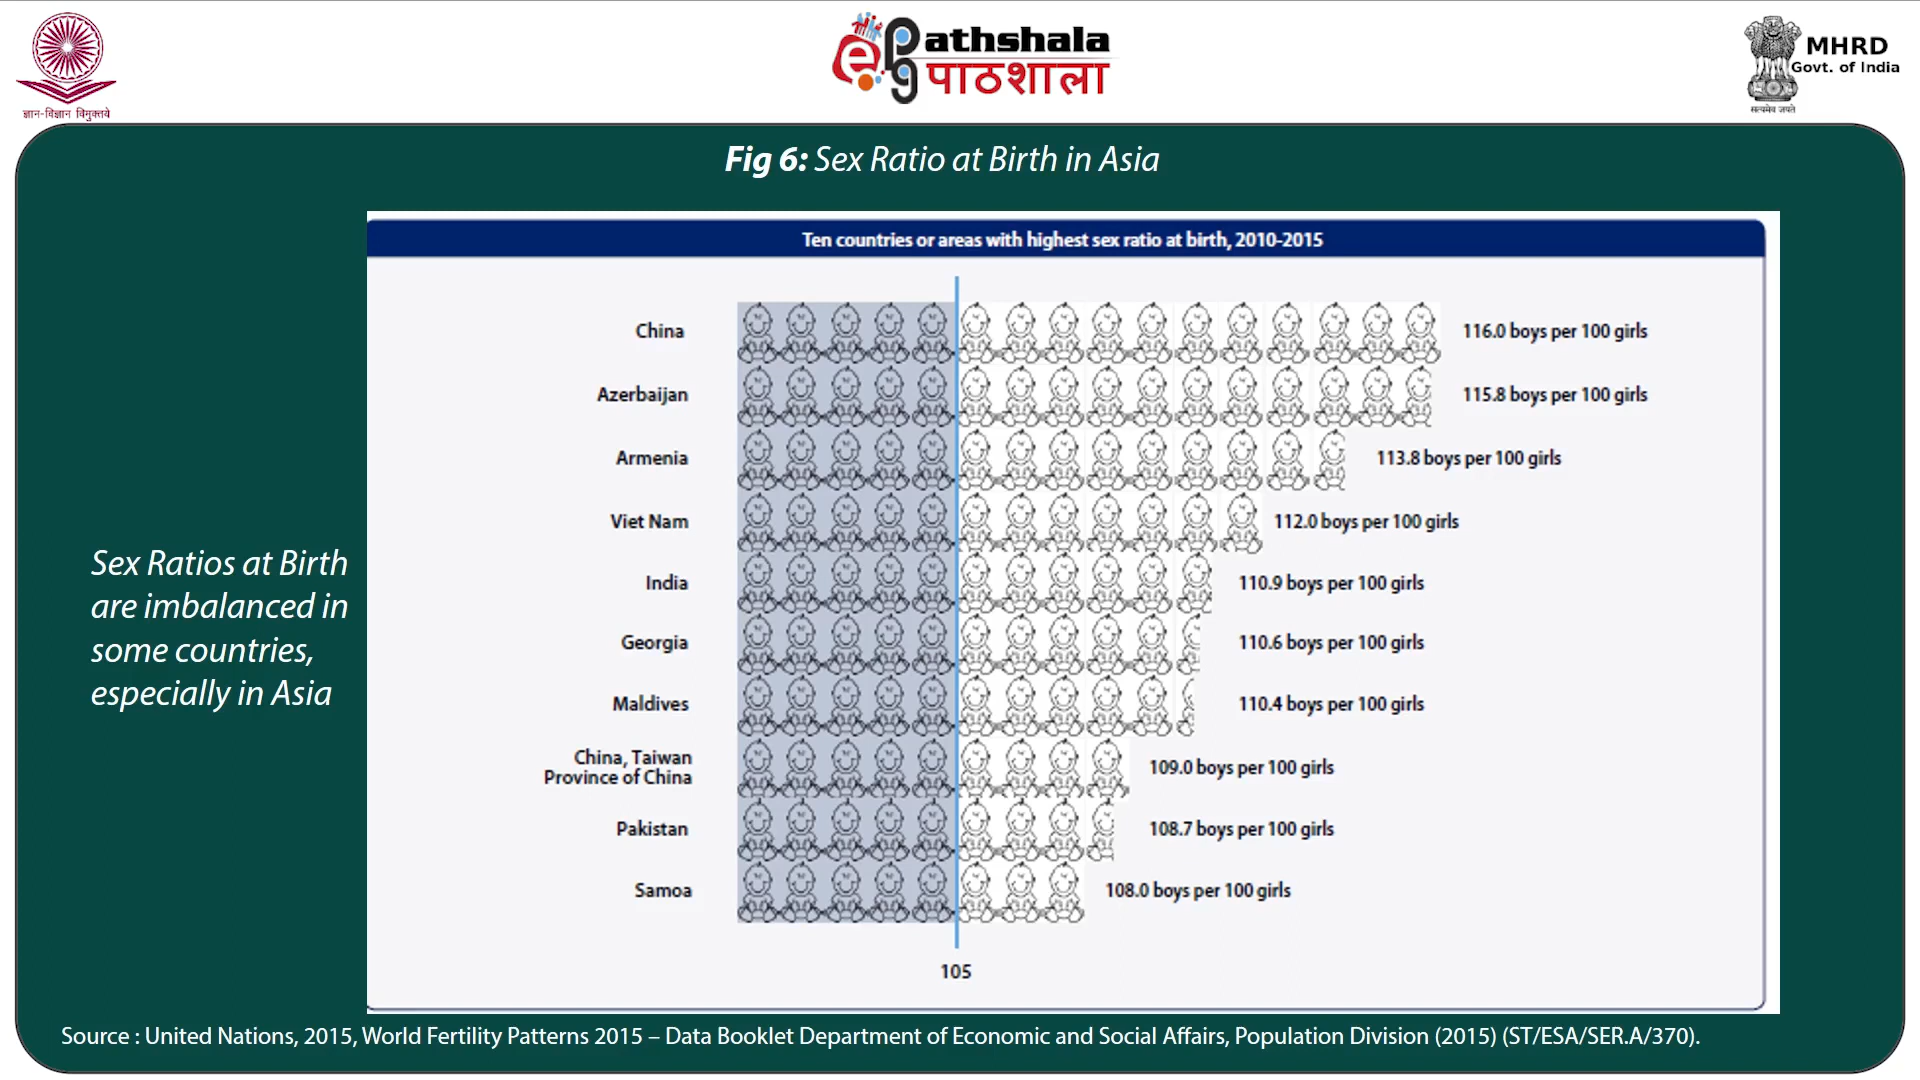 ज्ञान-विज्ञान विमुक्तये
e Pg athshala
पाठशाला
MHRD
Govt. of India
सत्यमेव जयते
Fig 6: Sex Ratio at Birth in Asia
Ten countries or areas with highest sex ratio at birth, 2010-2015
China 116.0 boys per 100 girls
Azerbaijan 115.8 boys per 100 girls
Armenia 113.8 boys per 100 girls
Viet Nam 112.0 boys per 100 girls
India 110.9 boys per 100 girls
Georgia 110.6 boys per 100 girls
Maldives 110.4 boys per 100 girls
China, Taiwan
Province of China 109.0 boys per 100 girls
Pakistan 108.7 boys per 100 girls
Samoa 108.0 boys per 100 girls
105
Sex Ratios at Birth
are imbalanced in
some countries,
especially in Asia
Source : United Nations, 2015, World Fertility Patterns 2015 – Data Booklet Department of Economic and Social Affairs, Population Division (2015) (ST/ESA/SER.A/370).